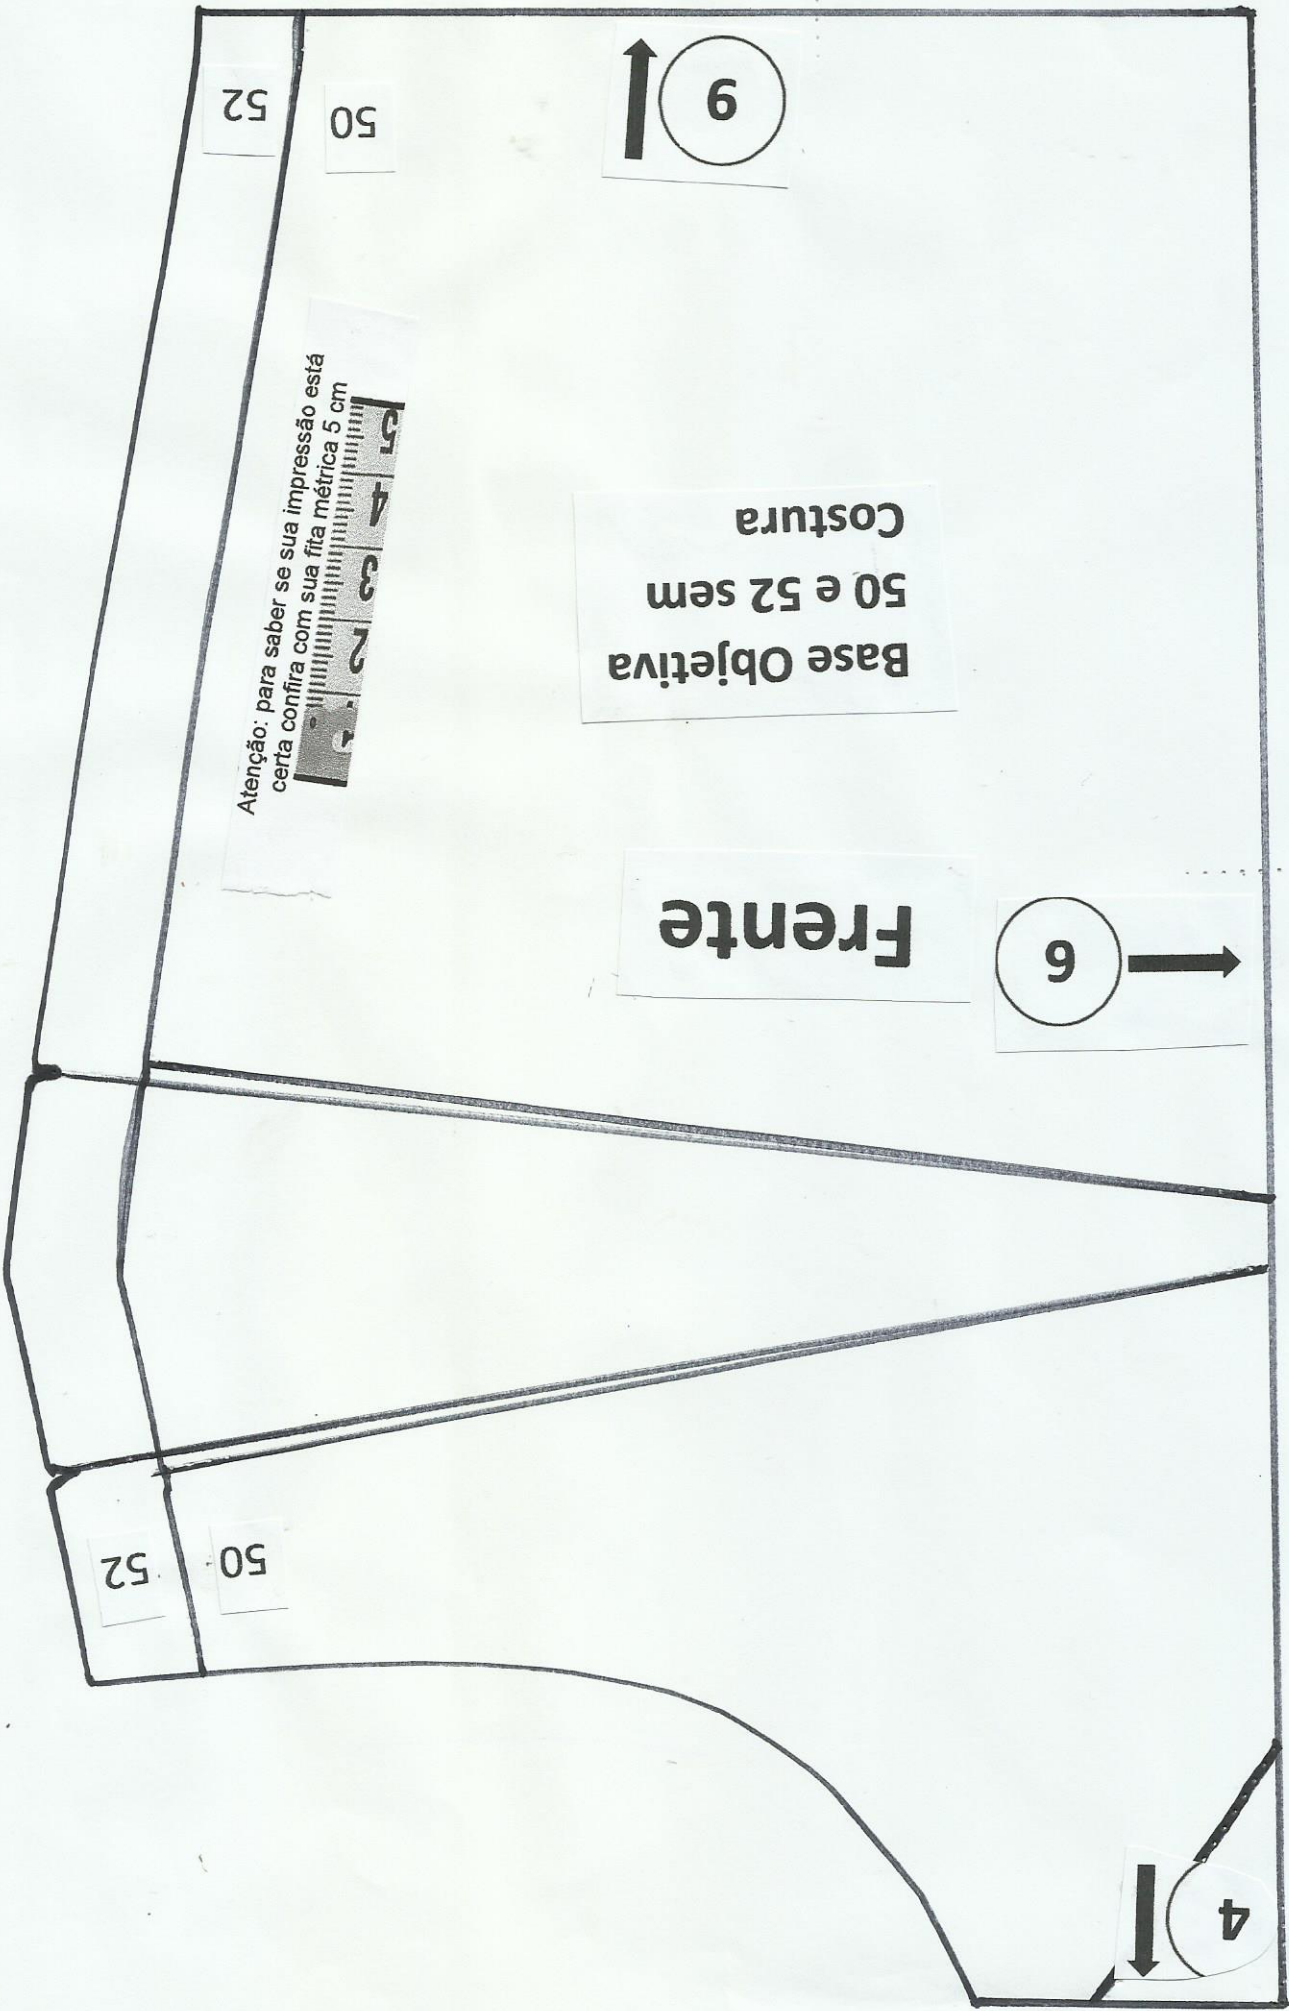 4
50
52
9
Frente
Base Objetiva
50 e 52 sem
Costura
Atenção: para saber se sua impressão está
certa confira com sua fita métrica 5 cm
1 2 3 4 5
6
50
52